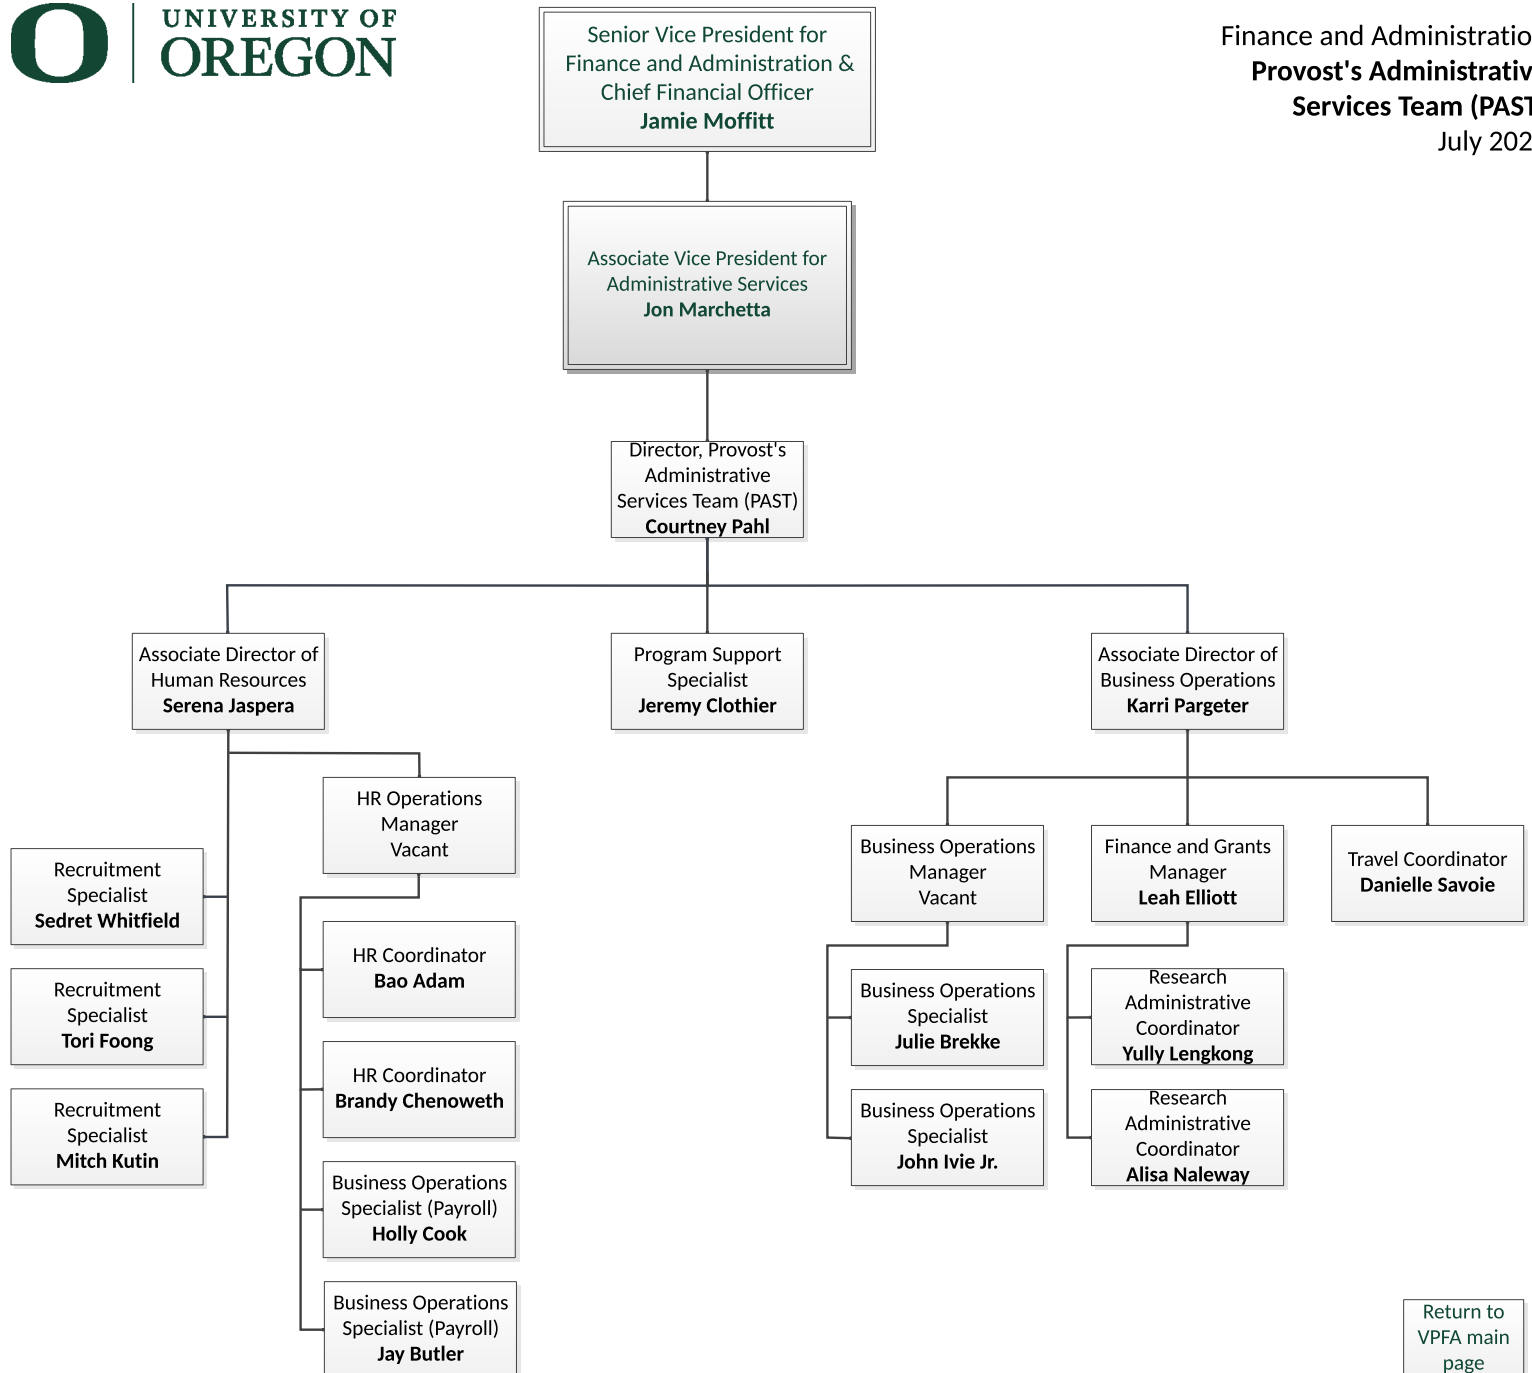 UNIVERSITY OF
OREGON
Senior Vice President for
Finance and Administration &
Chief Financial Officer
Jamie Moffitt
Finance and Administratio
Provost's Administrativ
Services Team (PAST
July 202
Associate Vice President for
Administrative Services
Jon Marchetta
Director, Provost's
Administrative
Services Team (PAST)
Courtney Pahl
Associate Director of
Human Resources
Serena Jaspera
Program Support
Specialist
Jeremy Clothier
Associate Director of
Business Operations
Karri Pargeter
HR Operations
Manager
Vacant
Recruitment
Specialist
Sedret Whitfield
Recruitment
Specialist
Tori Foong
Recruitment
Specialist
Mitch Kutin
HR Coordinator
Bao Adam
HR Coordinator
Brandy Chenoweth
Business Operations
Specialist (Payroll)
Holly Cook
Business Operations
Specialist (Payroll)
Jay Butler
Business Operations
Manager
Vacant
Business Operations
Specialist
Julie Brekke
Business Operations
Specialist
John Ivie Jr.
Finance and Grants
Manager
Leah Elliott
Research
Administrative
Coordinator
Yully Lengkong
Research
Administrative
Coordinator
Alisa Naleway
Travel Coordinator
Danielle Savoie
Return to
VPFA main
page